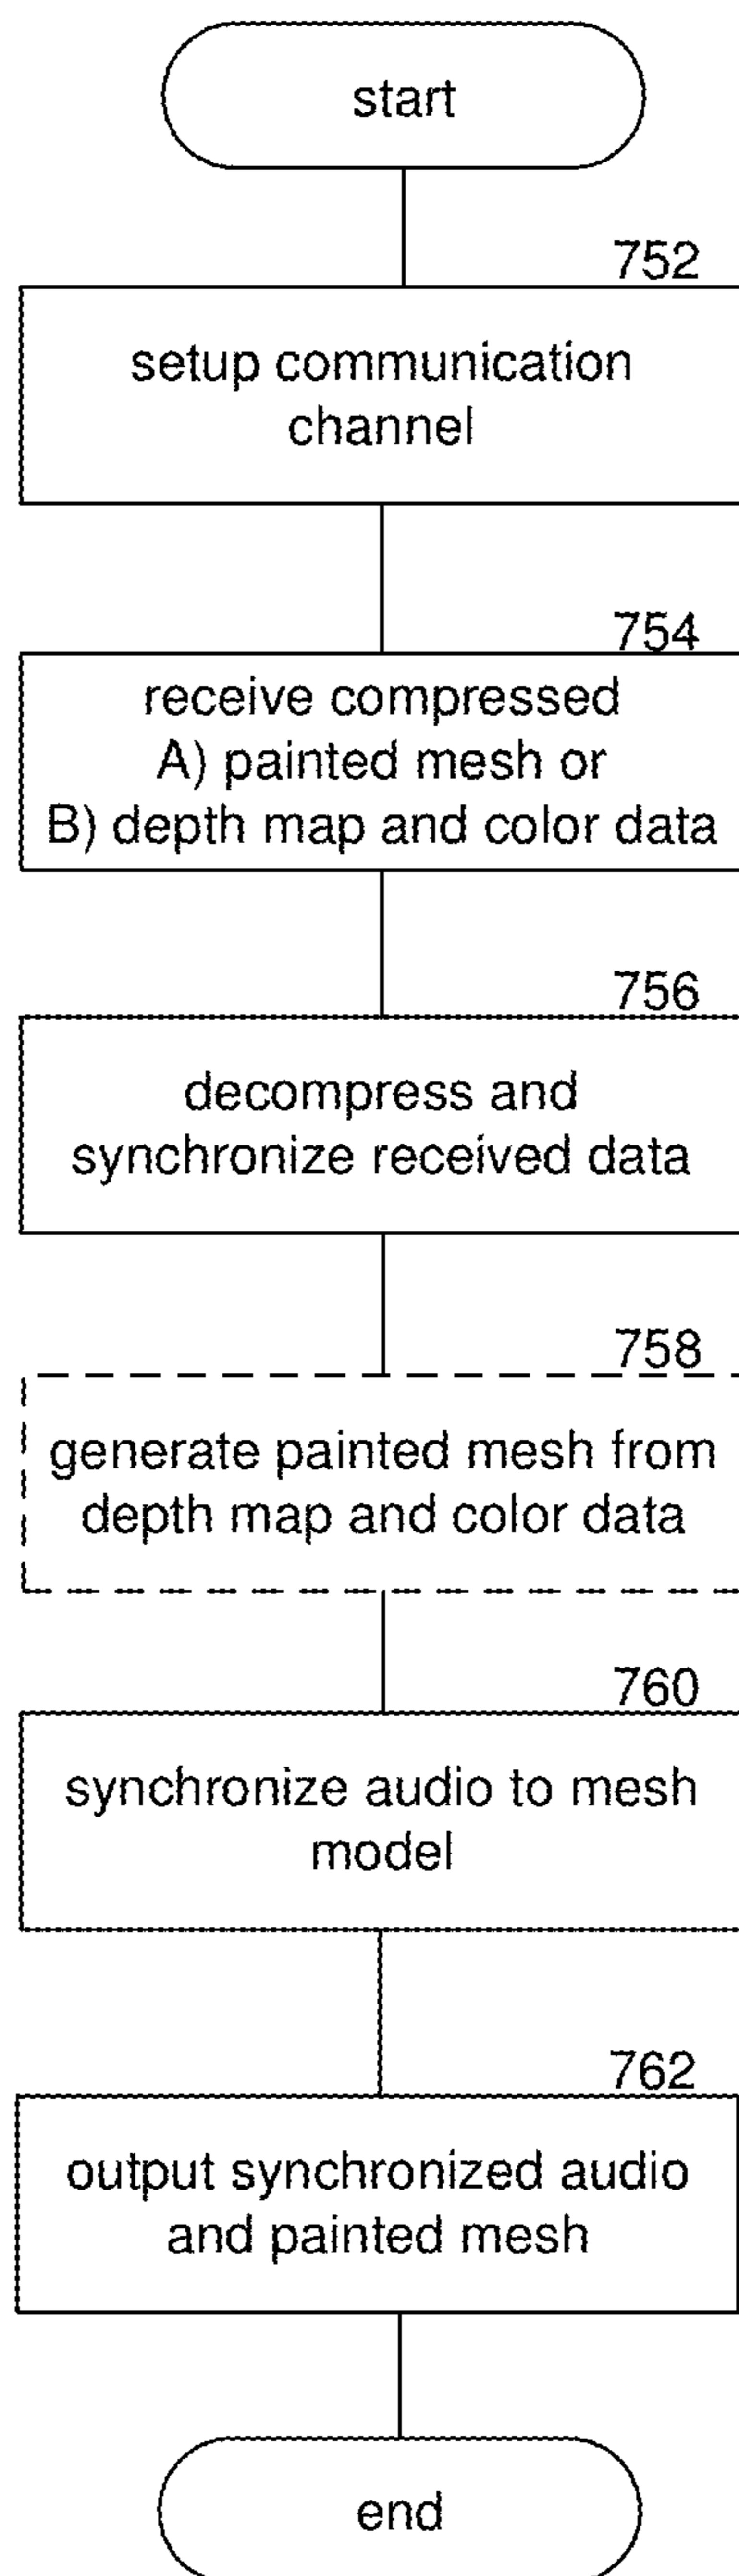 start
752
setup communication
channel
754
receive compressed
A) painted mesh or
B) depth map and color data
756
decompress and
synchronize received data
758
generate painted mesh from
depth map and color data
760
synchronize audio to mesh
model
762
output synchronized audio
and painted mesh
end